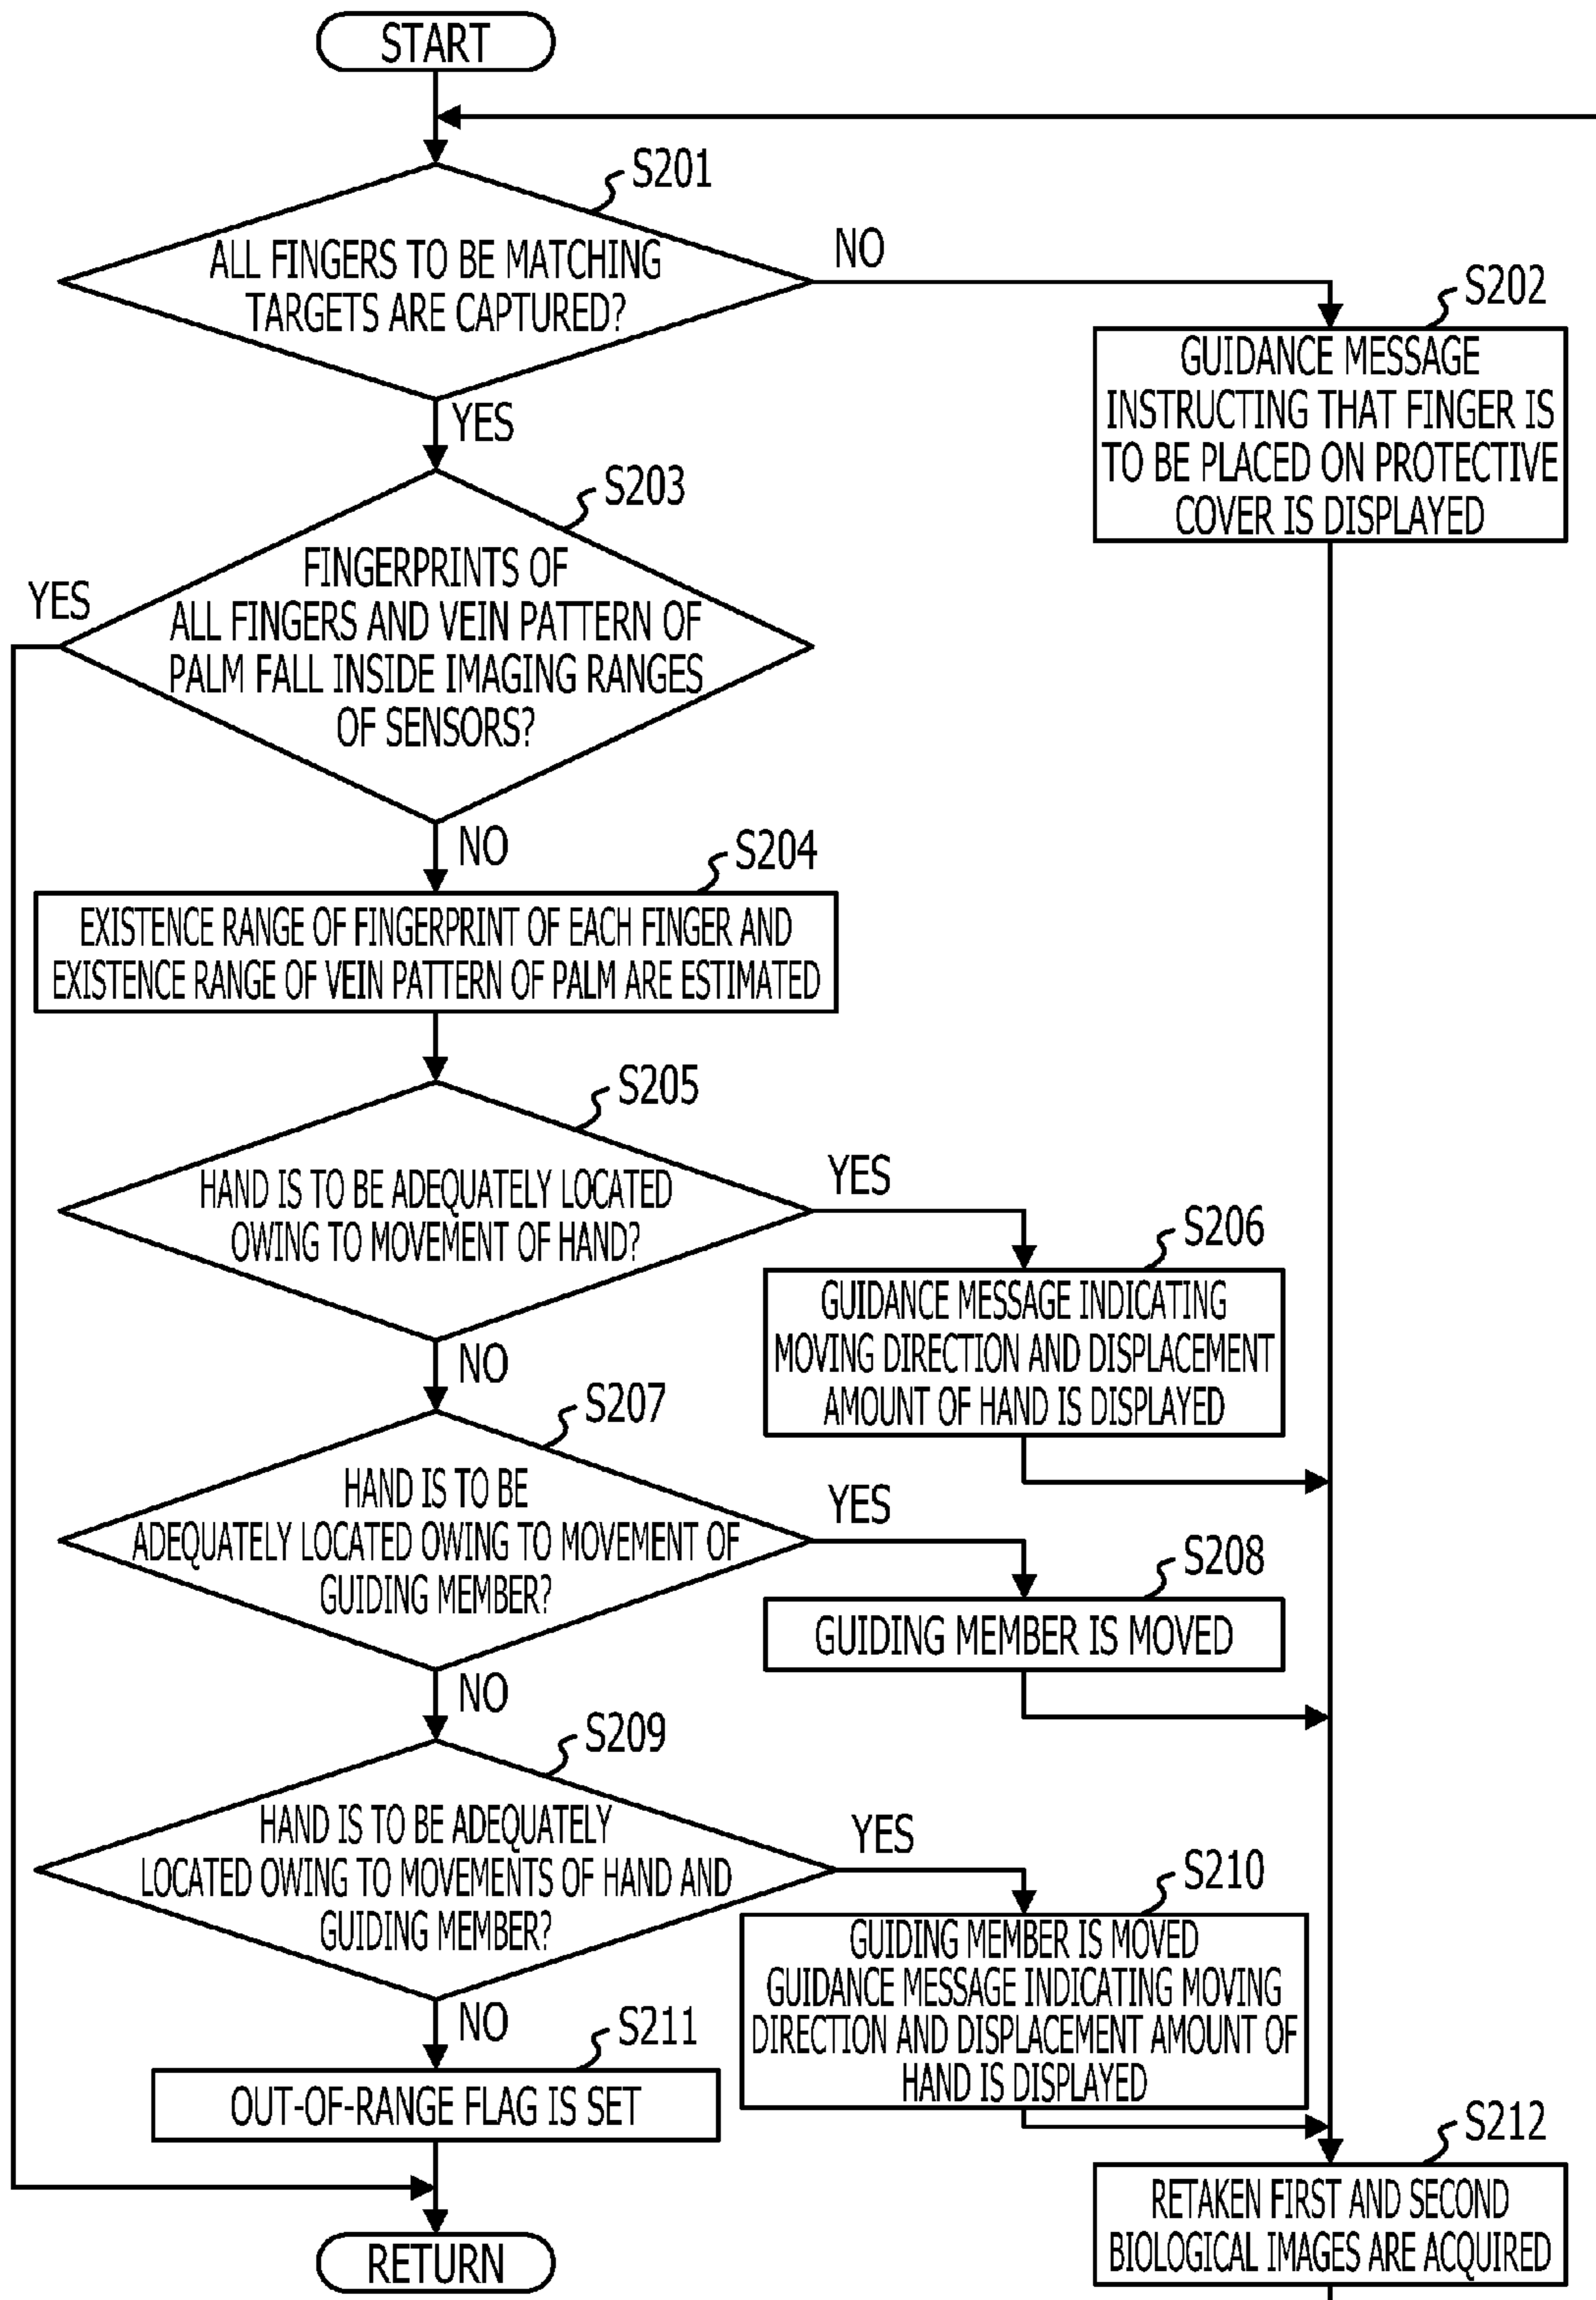 START
S201
ALL FINGERS TO BE MATCHING
TARGETS ARE CAPTURED?
NO
S202
GUIDANCE MESSAGE
INSTRUCTING THAT FINGER IS
TO BE PLACED ON PROTECTIVE
COVER IS DISPLAYED
YES
S203
FINGERPRINTS OF
ALL FINGERS AND VEIN PATTERN OF
PALM FALL INSIDE IMAGING RANGES
OF SENSORS?
YES
NO
S204
EXISTENCE RANGE OF FINGERPRINT OF EACH FINGER AND
EXISTENCE RANGE OF VEIN PATTERN OF PALM ARE ESTIMATED
S205
HAND IS TO BE ADEQUATELY LOCATED
OWING TO MOVEMENT OF HAND?
YES
S206
GUIDANCE MESSAGE INDICATING
MOVING DIRECTION AND DISPLACEMENT
AMOUNT OF HAND IS DISPLAYED
NO
S207
HAND IS TO BE
ADEQUATELY LOCATED OWING TO MOVEMENT OF
GUIDING MEMBER?
YES
S208
GUIDING MEMBER IS MOVED
NO
S209
HAND IS TO BE ADEQUATELY
LOCATED OWING TO MOVEMENTS OF HAND AND
GUIDING MEMBER?
YES
S210
GUIDING MEMBER IS MOVED
GUIDANCE MESSAGE INDICATING MOVING
DIRECTION AND DISPLACEMENT AMOUNT OF
HAND IS DISPLAYED
NO
S211
OUT-OF-RANGE FLAG IS SET
S212
RETAKEN FIRST AND SECOND
BIOLOGICAL IMAGES ARE ACQUIRED
RETURN